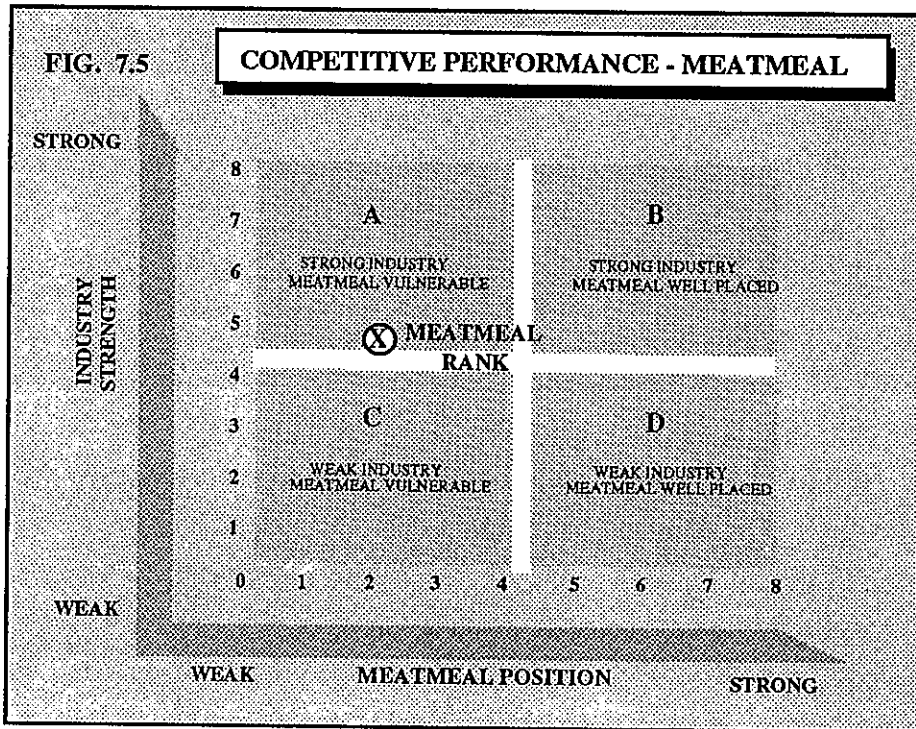 FIG. 7.5
COMPETITIVE PERFORMANCE - MEATMEAL
STRONG
INDUSTRY
STRENGTH
WEAK
8
7
6
5
4
3
2
1
A
STRONG INDUSTRY
MEATMEAL VULNERABLE
B
STRONG INDUSTRY
MEATMEAL WELL PLACED
X MEATMEAL
RANK
C
WEAK INDUSTRY
MEATMEAL VULNERABLE
D
WEAK INDUSTRY
MEATMEAL WELL PLACED
0 1 2 3 4 5 6 7 8
WEAK MEATMEAL POSITION STRONG